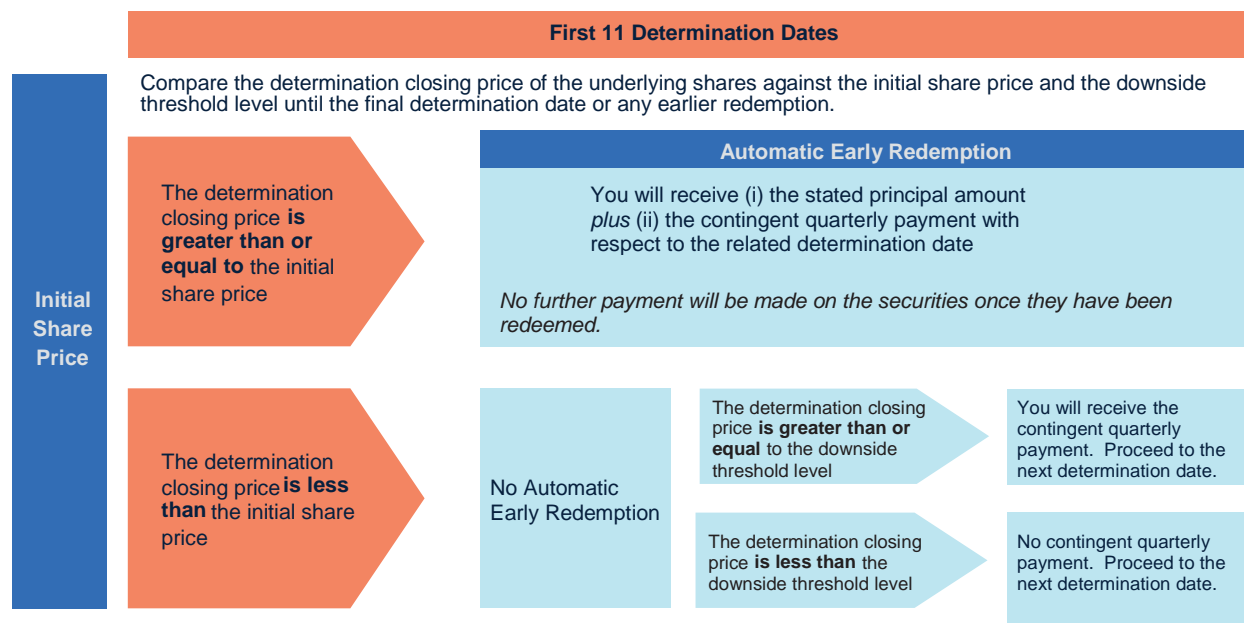 First 11 Determination Dates
Compare the determination closing price of the underlying shares against the initial share price and the downside
threshold level until the final determination date or any earlier redemption.
Initial
Share
Price
The determination
closing price is
greater than or
equal to the initial
share price
Automatic Early Redemption
You will receive (i) the stated principal amount
plus (ii) the contingent quarterly payment with
respect to the related determination date
No further payment will be made on the securities once they have been
redeemed.
The determination
closing price is less
than the initial share
price
No Automatic
Early Redemption
The determination closing
price is greater than or
equal to the downside
threshold level
You will receive the
contingent quarterly
payment. Proceed to the
next determination date.
The determination closing
price is less than the
downside threshold level
No contingent quarterly
payment. Proceed to the
next determination date.